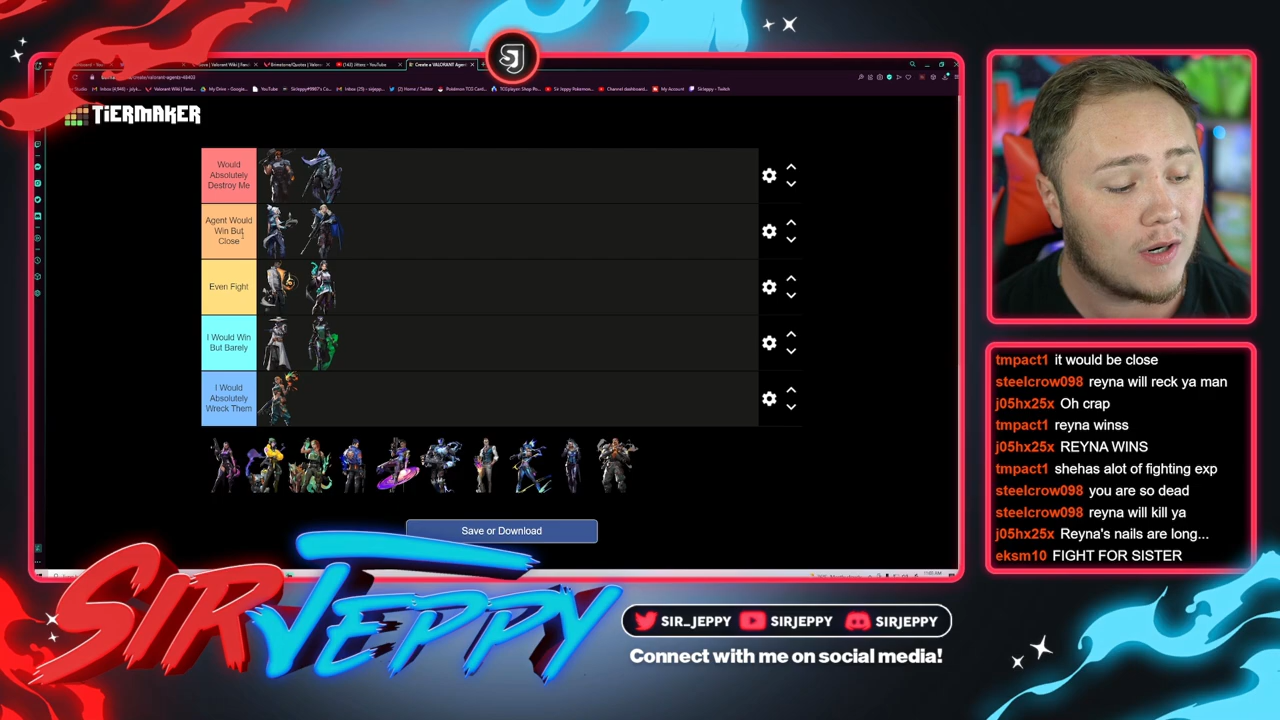 SJ
TiERMAKER
Would
Absolutely
Destroy Me
Agent Would
Win But
Close
Even Fight
I Would Win
But Barely
I Would
Absolutely
Wreck Them
Save or Download
tmpact1 it would be close
steelcrow098 reyna will reck ya man
j05hx25x Oh crap
tmpact1 reyna winss
j05hx25x REYNA WINS
tmpact1 shehas alot of fighting exp
steelcrow098 you are so dead
steelcrow098 reyna will kill ya
j05hx25x Reyna's nails are long...
eksm10 FIGHT FOR SISTER
SIRJEPPY
SIR_JEPPY SIRJEPPY SIRJEPPY
Connect with me on social media!